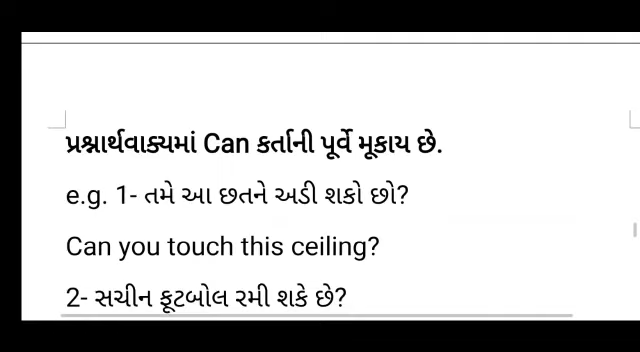 પ્રશ્નાર્થવાક્યમાં Can કર્તાની પૂર્વે મૂકાય છે.
e.g. 1- તમે આ છતને અડી શકો છો?
Can you touch this ceiling?
2- સચીન ફૂટબોલ રમી શકે છે?